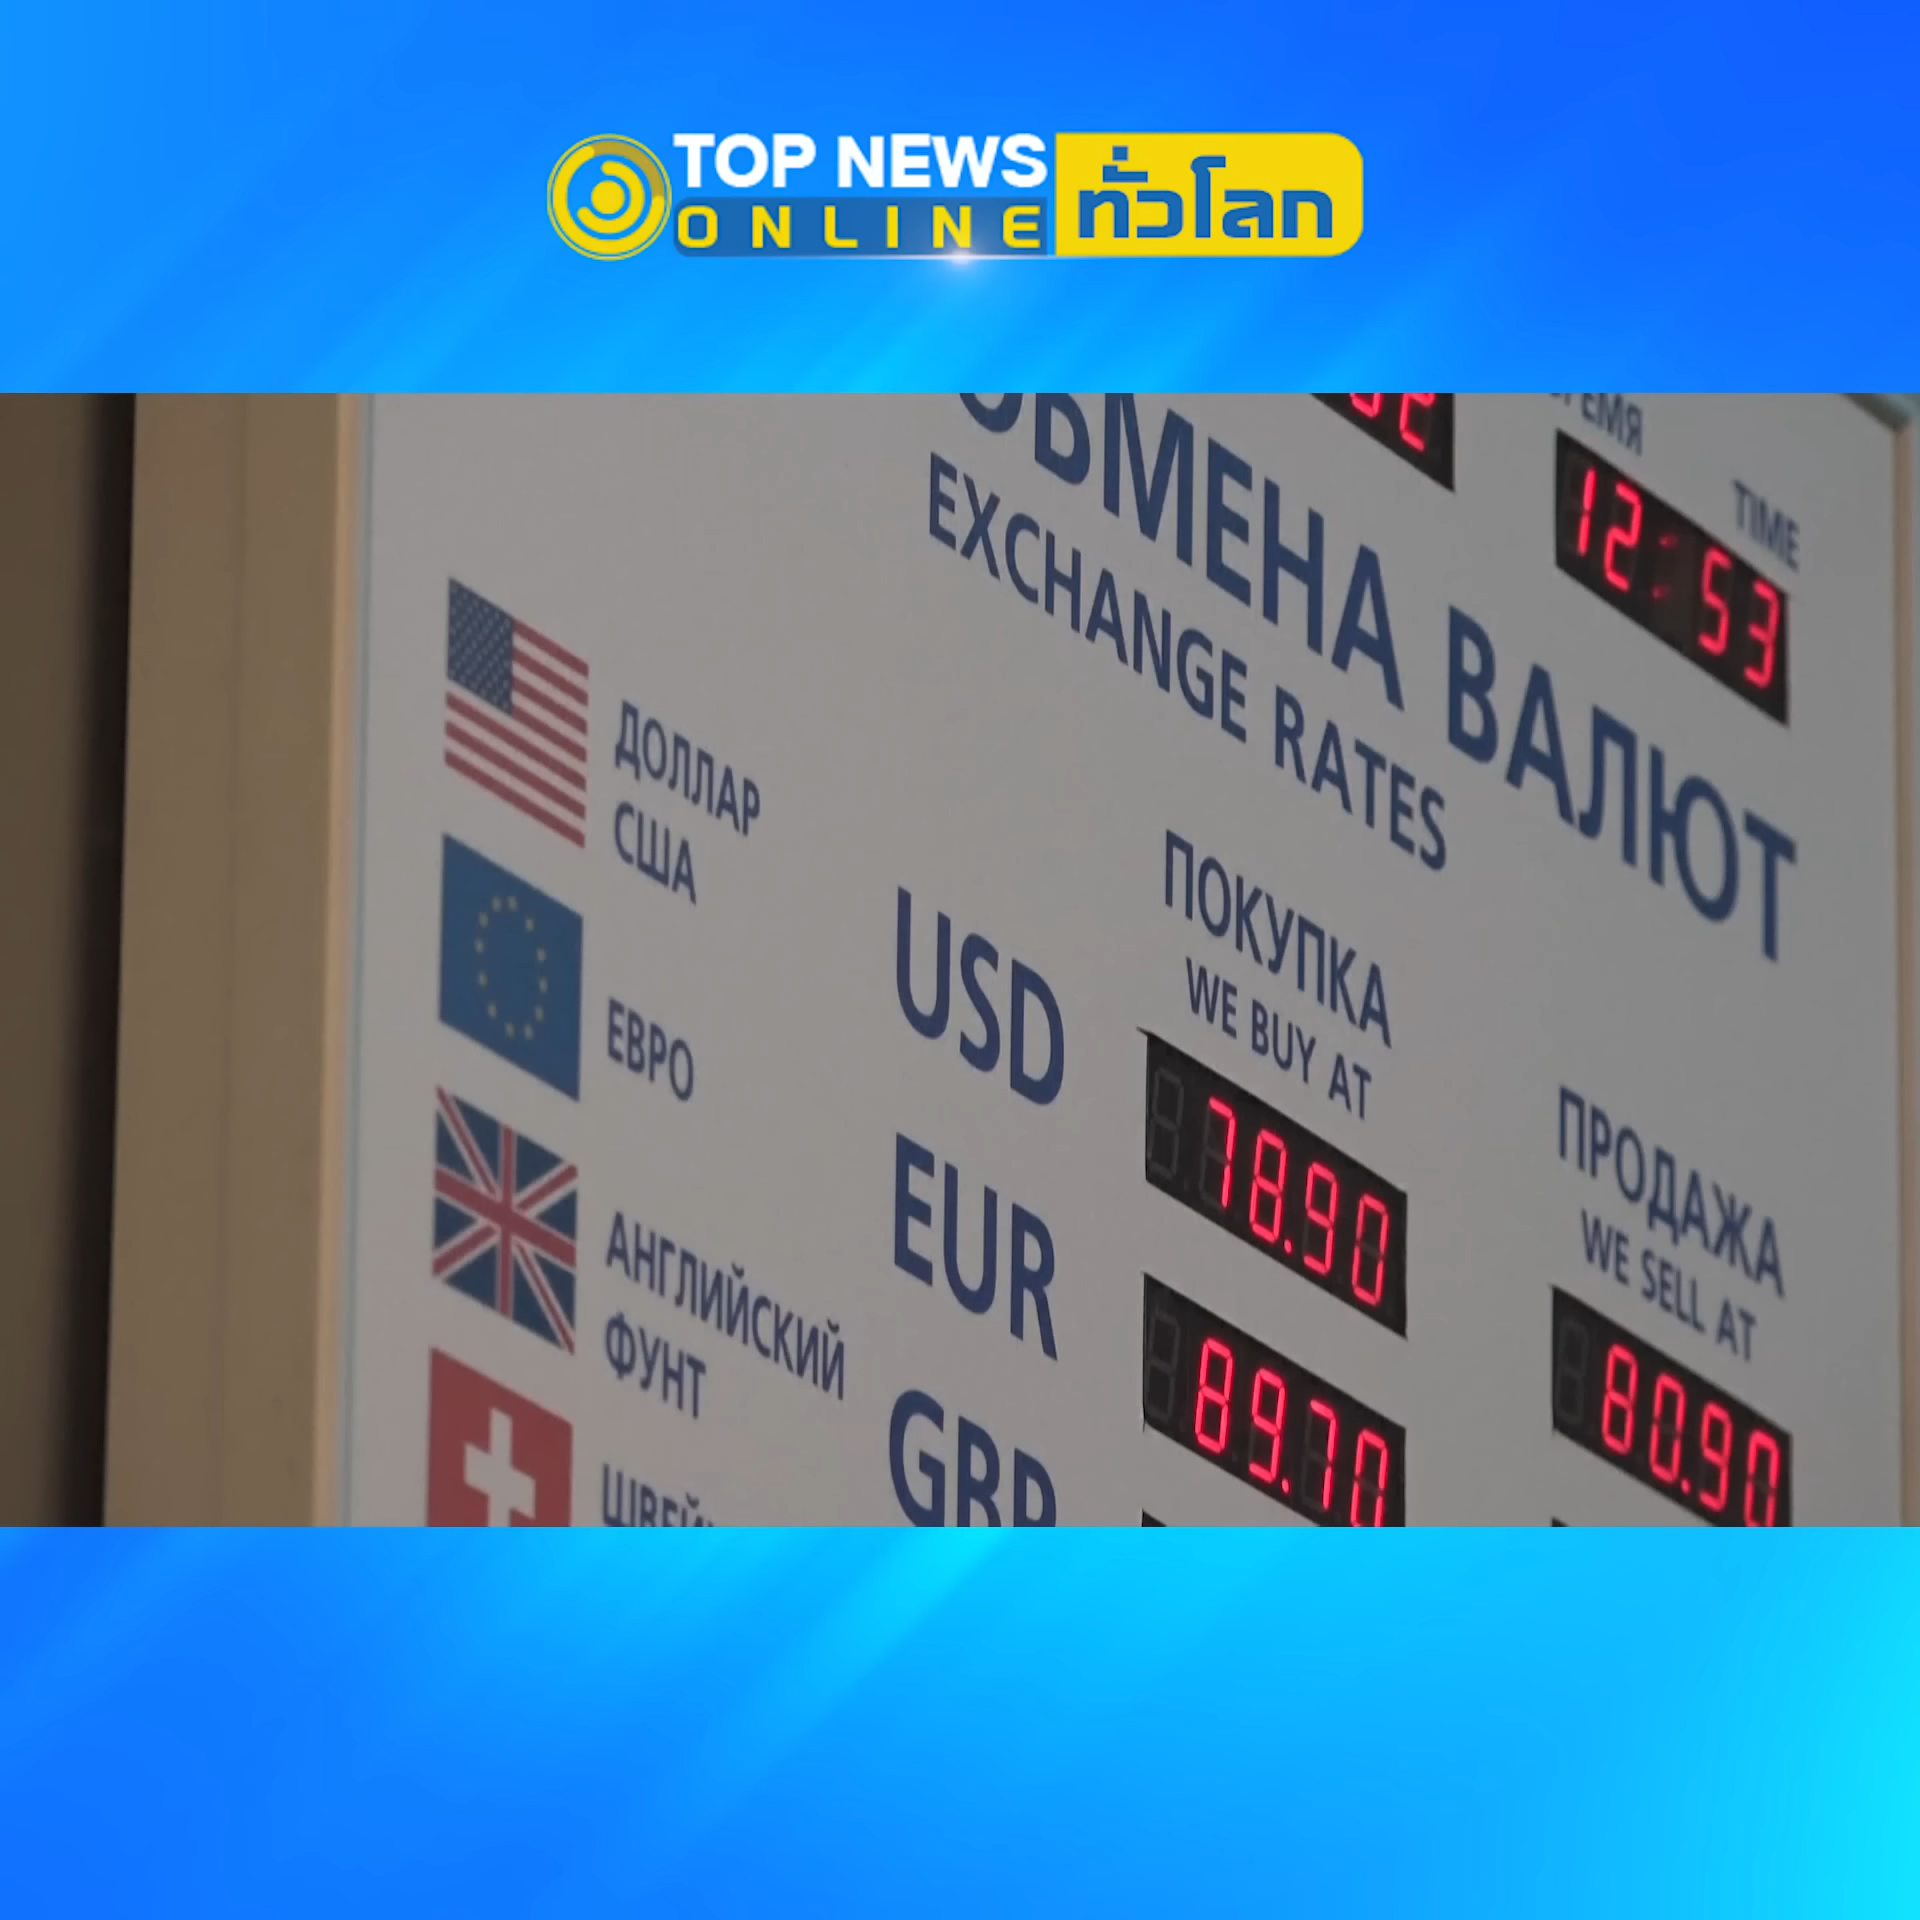 TOP NEWS
ONLINE
ทั่วโลก
12:53
TIME
ОБМЕНА ВАЛЮТ
EXCHANGE RATES
ДОЛЛАР
США
USD
ПОКУПКА
WE BUY AT
78.90
ПРОДАЖА
WE SELL AT
80.90
ЕВРО
EUR
89.70
АНГЛИЙСКИЙ
ФУНТ
GBP